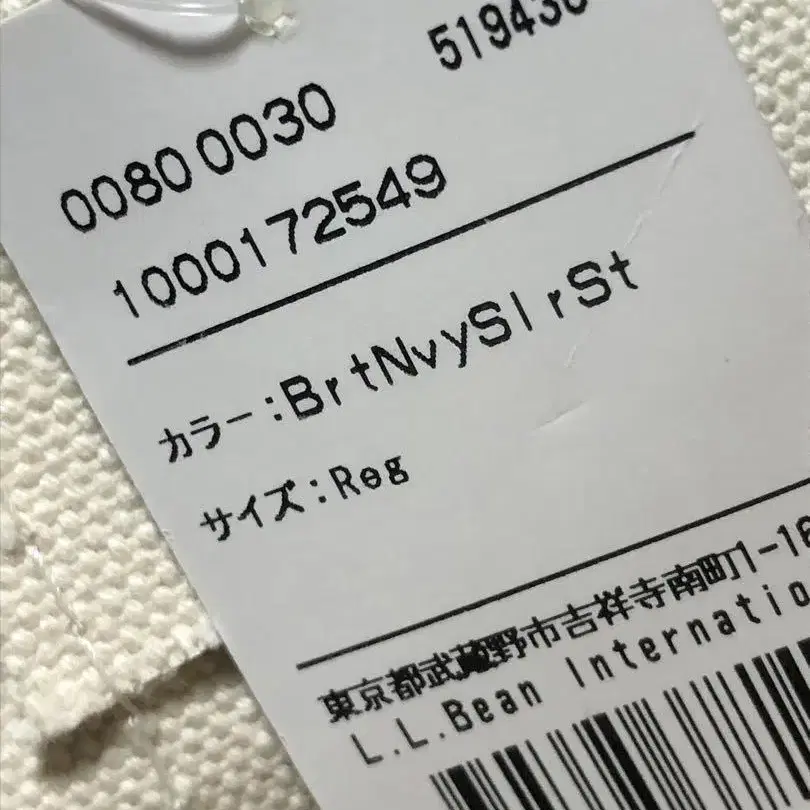 519438
0080 0030
1000172549
カラー:BrtNvySlrSt
サイズ:Reg
東京都武蔵野市吉祥寺南町1-16
L.L.Bean Internatio